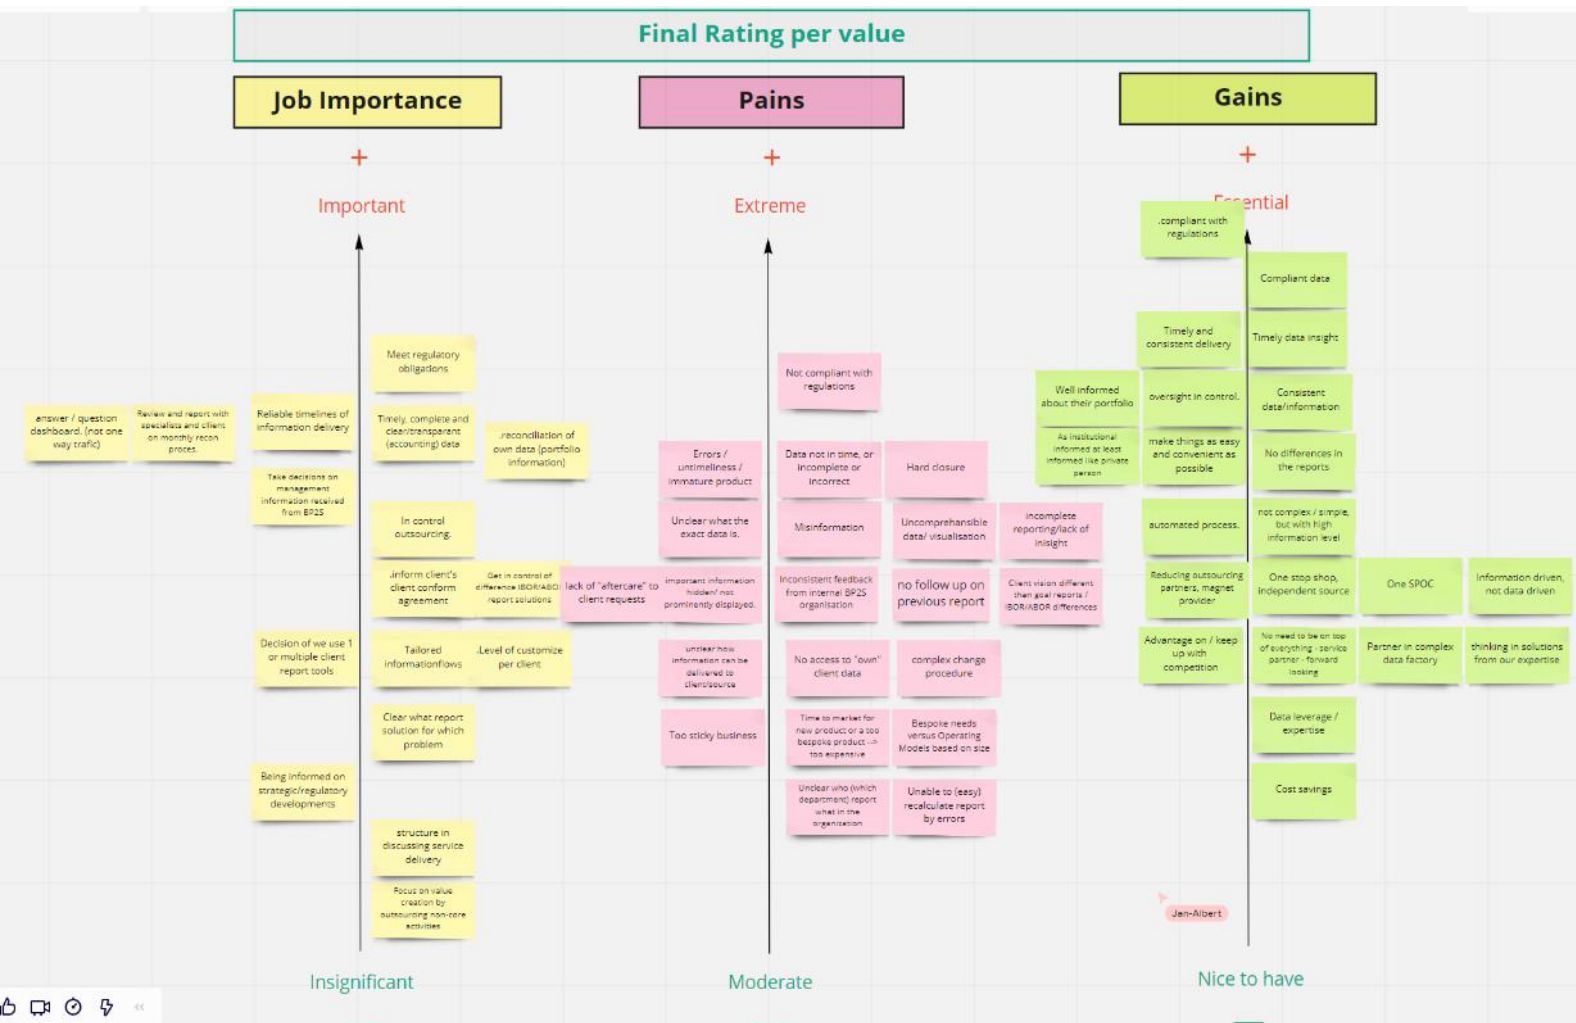 Final Rating per value
Job Importance
+
Important
Meet regulatory
obligations
answer / question
dashboard. (not one
way trafic)
Review and report with
specialists and client
on monthly recon
proces.
Reliable timelines of
information delivery
Timely, complete and
clear/transparent
(accounting) data
.reconciliation of
own data (portfolio
information)
Take decisions on
management
information received
from BP2S
In control
outsourcing.
.inform client's
client conform
agreement
Get in control of
difference IBOR/ABO
report solutions
Decision of we use 1
or multiple client
report tools
Tailored
informationflows
.Level of customize
per client
Clear what report
solution for which
problem
Being informed on
strategic/regulatory
developments
structure in
discussing service
delivery
Focus on value
creation by
outsourcing non-core
activities
Insignificant
Pains
+
Extreme
Not compliant with
regulations
Errors /
untimeliness /
immature product
Data not in time, or
incomplete or
incorrect
Hard closure
Unclear what the
exact data is.
Misinformation
Uncomprehansible
data/ visualisation
incomplete
reporting/lack of
inisight
lack of "aftercare" to
client requests
important information
hidden/ not
prominently displayed.
Inconsistent feedback
from internal BP2S
organisation
no follow up on
previous report
Client vision different
than goal reports /
IBOR/ABOR differences
unclear how
information can be
delivered to
client/source
No access to "own"
client data
complex change
procedure
Too sticky business
Time to market for
new product or a too
bespoke product -->
too expensive
Bespoke needs
versus Operating
Models based on size
Unclear who (which
department) report
what in the
organization
Unable to (easy)
recalculate report
by errors
Moderate
Gains
+
Essential
.compliant with
regulations
Compliant data
Timely and
consistent delivery
Timely data insight
Well informed
about their portfolio
oversight in control.
Consistent
data/information
As institutional
informed at least
informed like private
person
make things as easy
and convenient as
possible
No differences in
the reports
automated process.
not complex / simple,
but with high
information level
Reducing outsourcing
partners, magnet
provider
One stop shop,
independent source
One SPOC
Information driven,
not data driven
Advantage on / keep
up with
competition
No need to be on top
of everything - service
partner - forward
looking
Partner in complex
data factory
thinking in solutions
from our expertise
Data leverage /
expertise
Cost savings
Jan-Albert
Nice to have